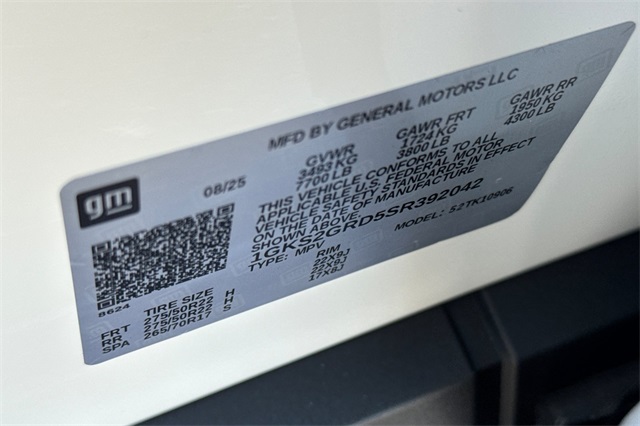 MFD BY GENERAL MOTORS LLC
gm
08/25
GVWR GAWR FRT GAWR RR
3493 KG 1724 KG 1950 KG
7700 LB 3800 LB 4300 LB
THIS VEHICLE CONFORMS TO ALL
APPLICABLE U.S. FEDERAL MOTOR
VEHICLE SAFETY STANDARDS IN EFFECT
ON THE DATE OF MANUFACTURE
SHOWN ABOVE.
1GKS2GRD5SR392042
TYPE: MPV MODEL: S2TK10906
8624
TIRE SIZE RIM
FRT 275/50R22 H 22X9J
RR 275/50R22 H 22X9J
SPA 265/70R17 S 17X8J